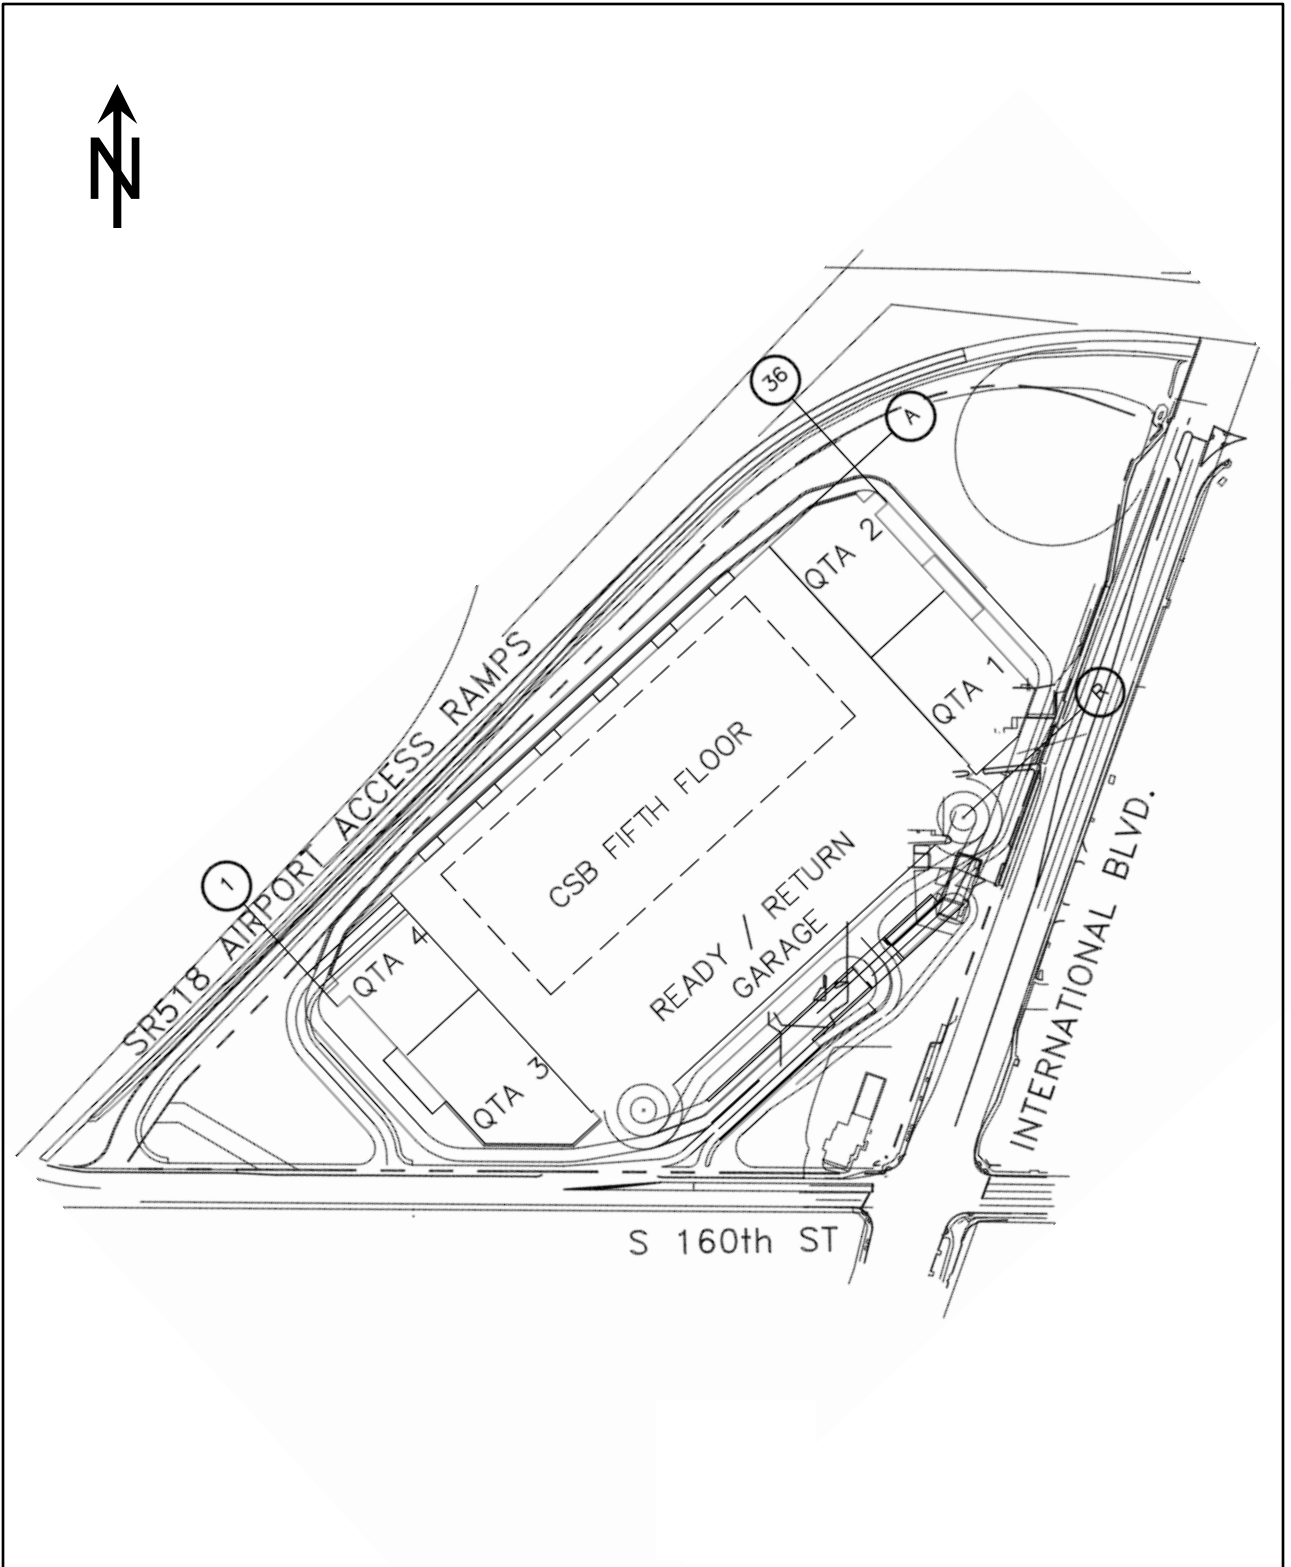 N
36
A
QTA 2
QTA 1
R
SR518 AIRPORT ACCESS RAMPS
CSB FIFTH FLOOR
READY / RETURN
GARAGE
1
QTA 4
QTA 3
INTERNATIONAL BLVD.
S 160th ST